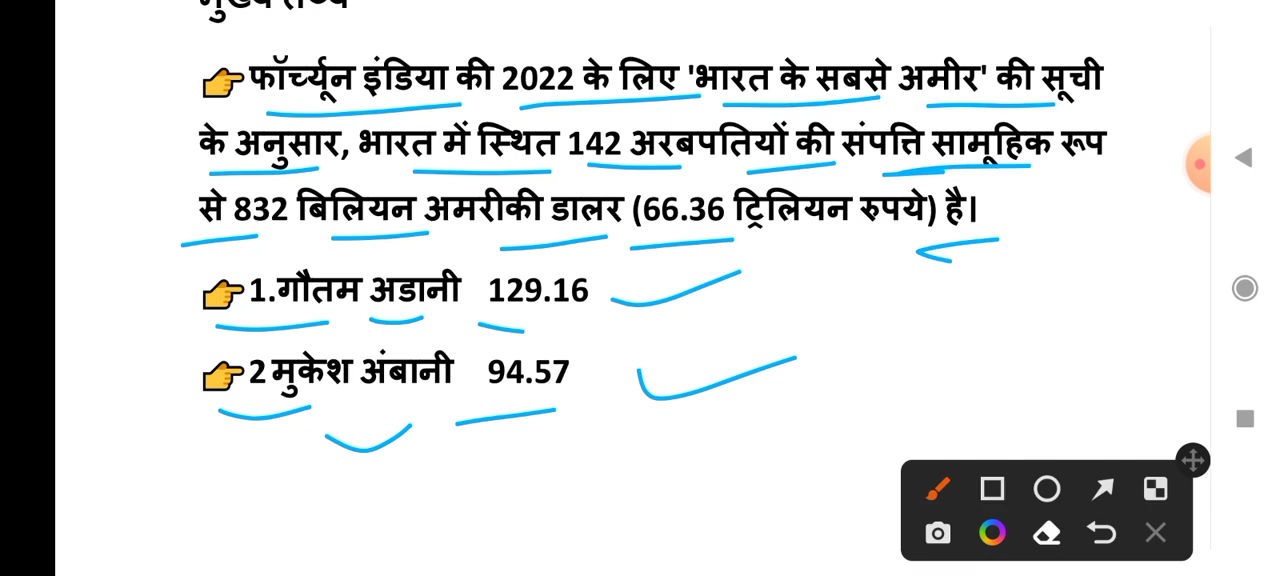 मुख्य तथ्य
👉फॉर्च्यून इंडिया की 2022 के लिए 'भारत के सबसे अमीर' की सूची
के अनुसार, भारत में स्थित 142 अरबपतियों की संपत्ति सामूहिक रूप
से 832 बिलियन अमरीकी डालर (66.36 ट्रिलियन रुपये) है।
👉1.गौतम अडानी 129.16
👉2 मुकेश अंबानी 94.57